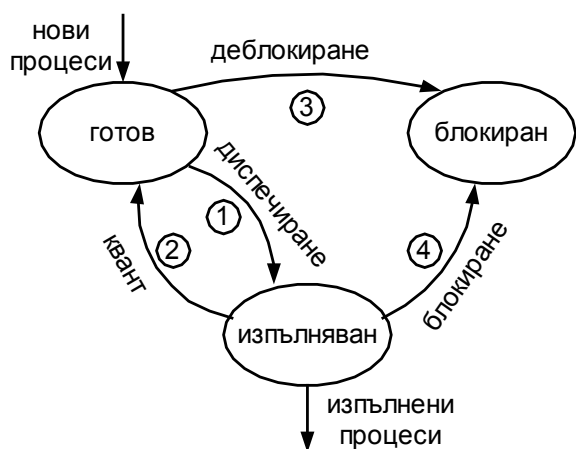 нови
процеси
деблокиране
3
готов
блокиран
диспечиране
1
2
квант
4
блокиране
изпълняван
изпълнени
процеси